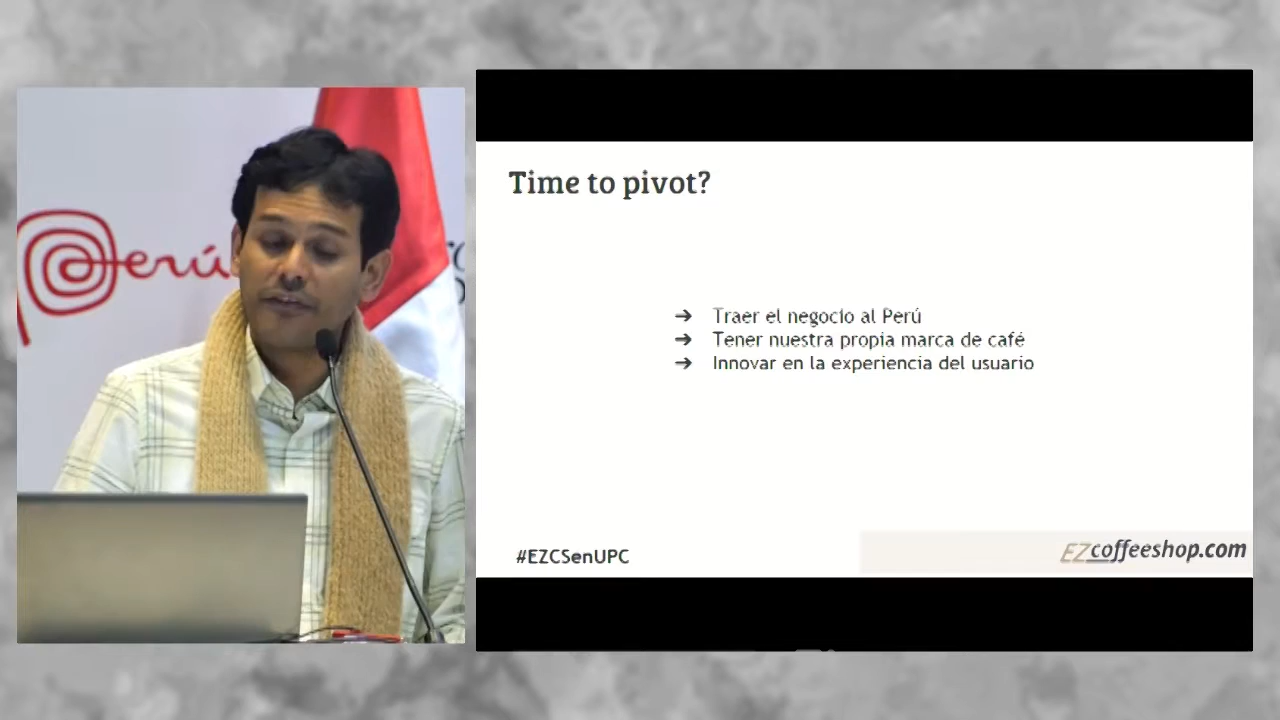 Perú
Time to pivot?
➔ Traer el negocio al Perú
➔ Tener nuestra propia marca de café
➔ Innovar en la experiencia del usuario
#EZCSenUPC
EZcoffeeshop.com